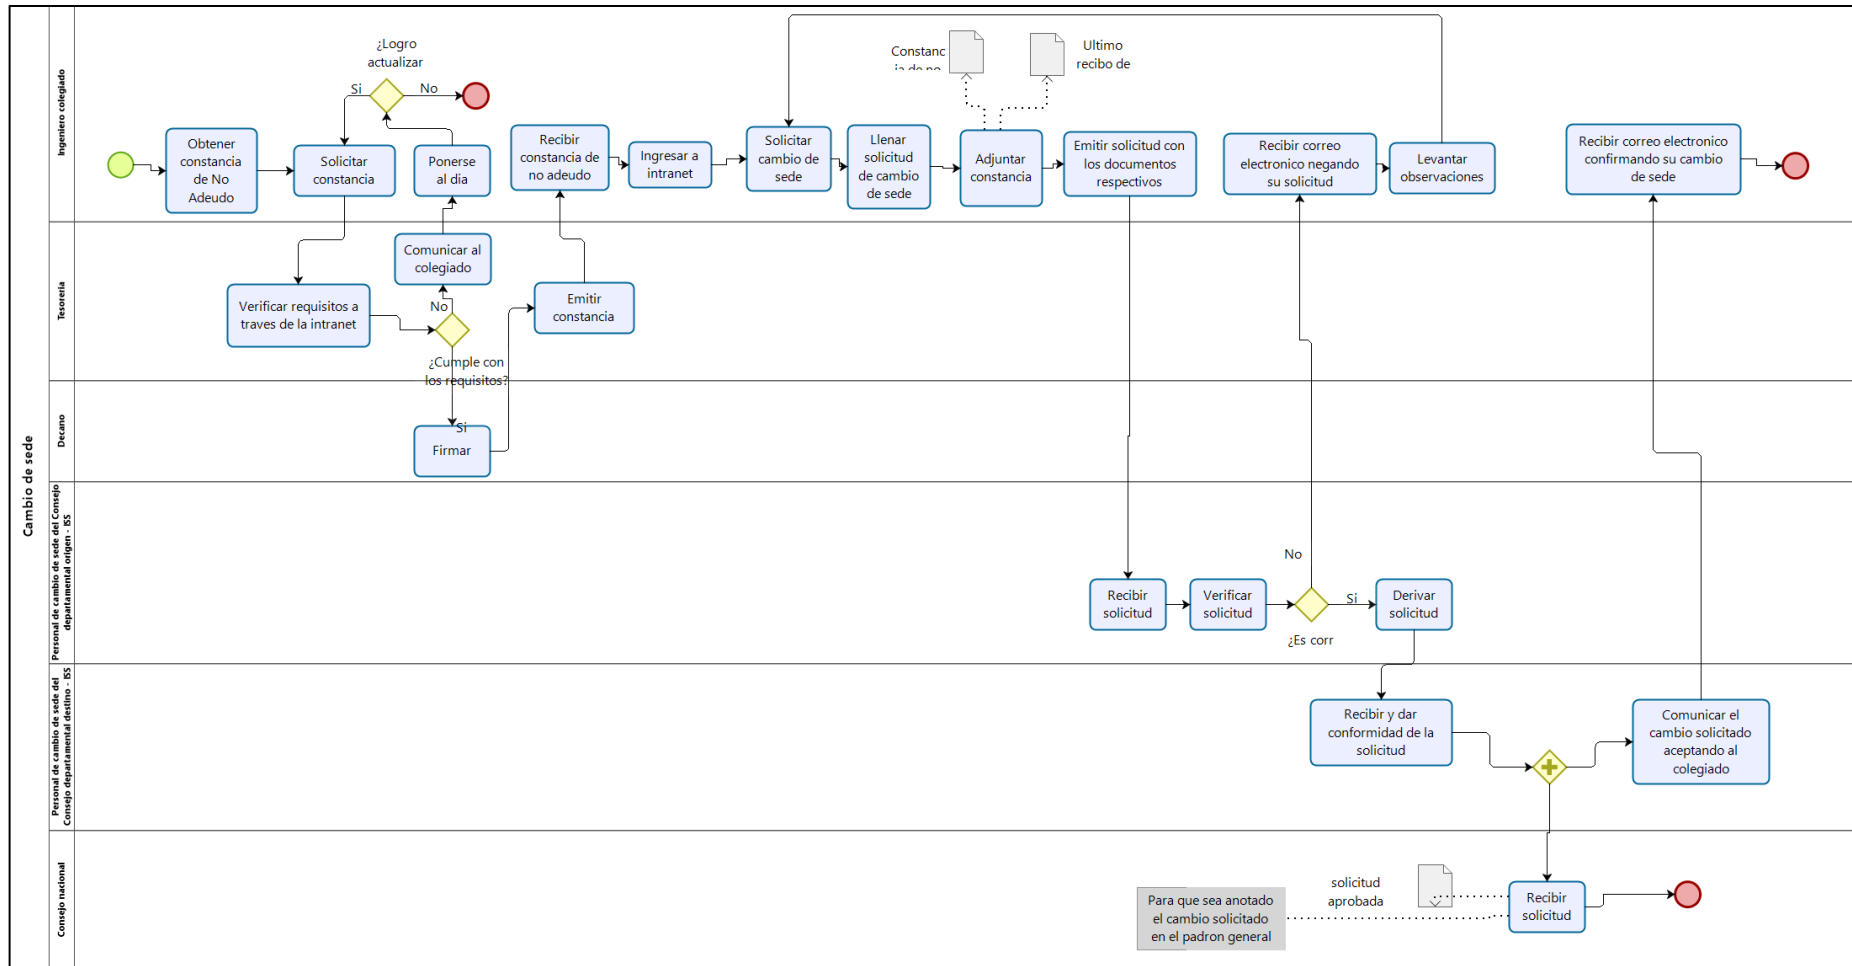 Cambio de sede
Ingeniero colegiado
¿Logro
actualizar
Si
No
Obtener
constancia
de No
Adeudo
Solicitar
constancia
Ponerse
al dia
Recibir
constancia de
no adeudo
Ingresar a
intranet
Solicitar
cambio de
sede
Llenar
solicitud
de cambio
de sede
Constanc
ia de no
Ultimo
recibo de
Adjuntar
constancia
Emitir solicitud con
los documentos
respectivos
Recibir correo
electronico negando
su solicitud
Levantar
observaciones
Recibir correo electronico
confirmando su cambio
de sede
Tesoreria
Verificar requisitos a
traves de la intranet
Comunicar al
colegiado
No
¿Cumple con
los requisitos?
Emitir
constancia
Decano
Si
Firmar
Personal de cambio de sede del Consejo
departamental origen - ISS
Recibir
solicitud
Verificar
solicitud
No
¿Es corr
Si
Derivar
solicitud
Personal de cambio de sede del
Consejo departamental destino - ISS
Recibir y dar
conformidad de la
solicitud
Comunicar el
cambio solicitado
aceptando al
colegiado
Consejo nacional
Para que sea anotado
el cambio solicitado
en el padron general
solicitud
aprobada
Recibir
solicitud